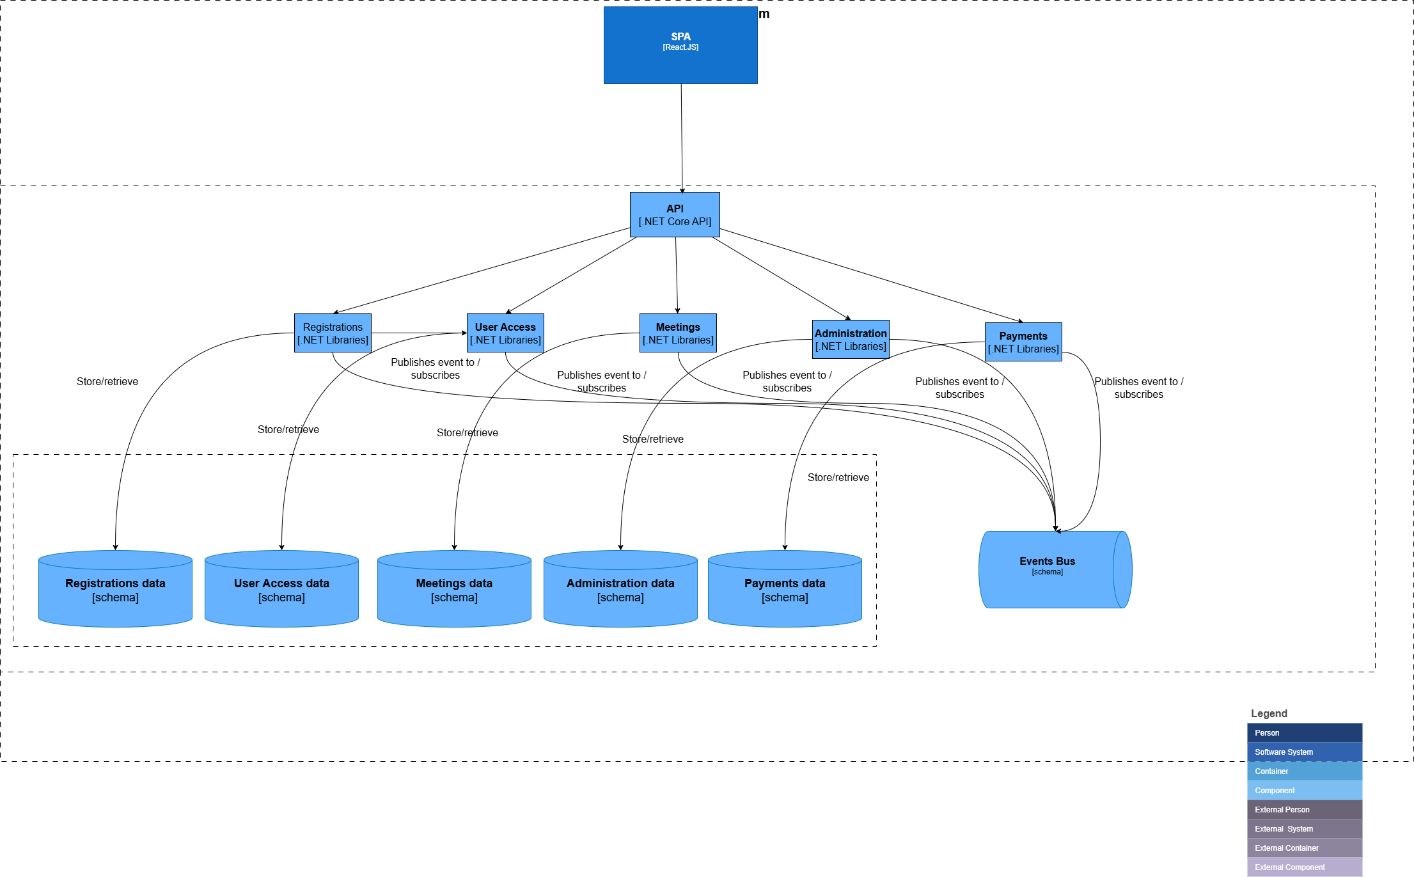 m
SPA
[React.JS]
API
[.NET Core API]
Registrations
[.NET Libraries]
User Access
[.NET Libraries]
Meetings
[.NET Libraries]
Administration
[.NET Libraries]
Payments
[.NET Libraries]
Publishes event to /
subscribes
Publishes event to /
subscribes
Publishes event to /
subscribes
Publishes event to /
subscribes
Publishes event to /
subscribes
Store/retrieve
Store/retrieve
Store/retrieve
Store/retrieve
Store/retrieve
Registrations data
[schema]
User Access data
[schema]
Meetings data
[schema]
Administration data
[schema]
Payments data
[schema]
Events Bus
[schema]
Legend
Person
Software System
Container
Component
External Person
External System
External Container
External Component